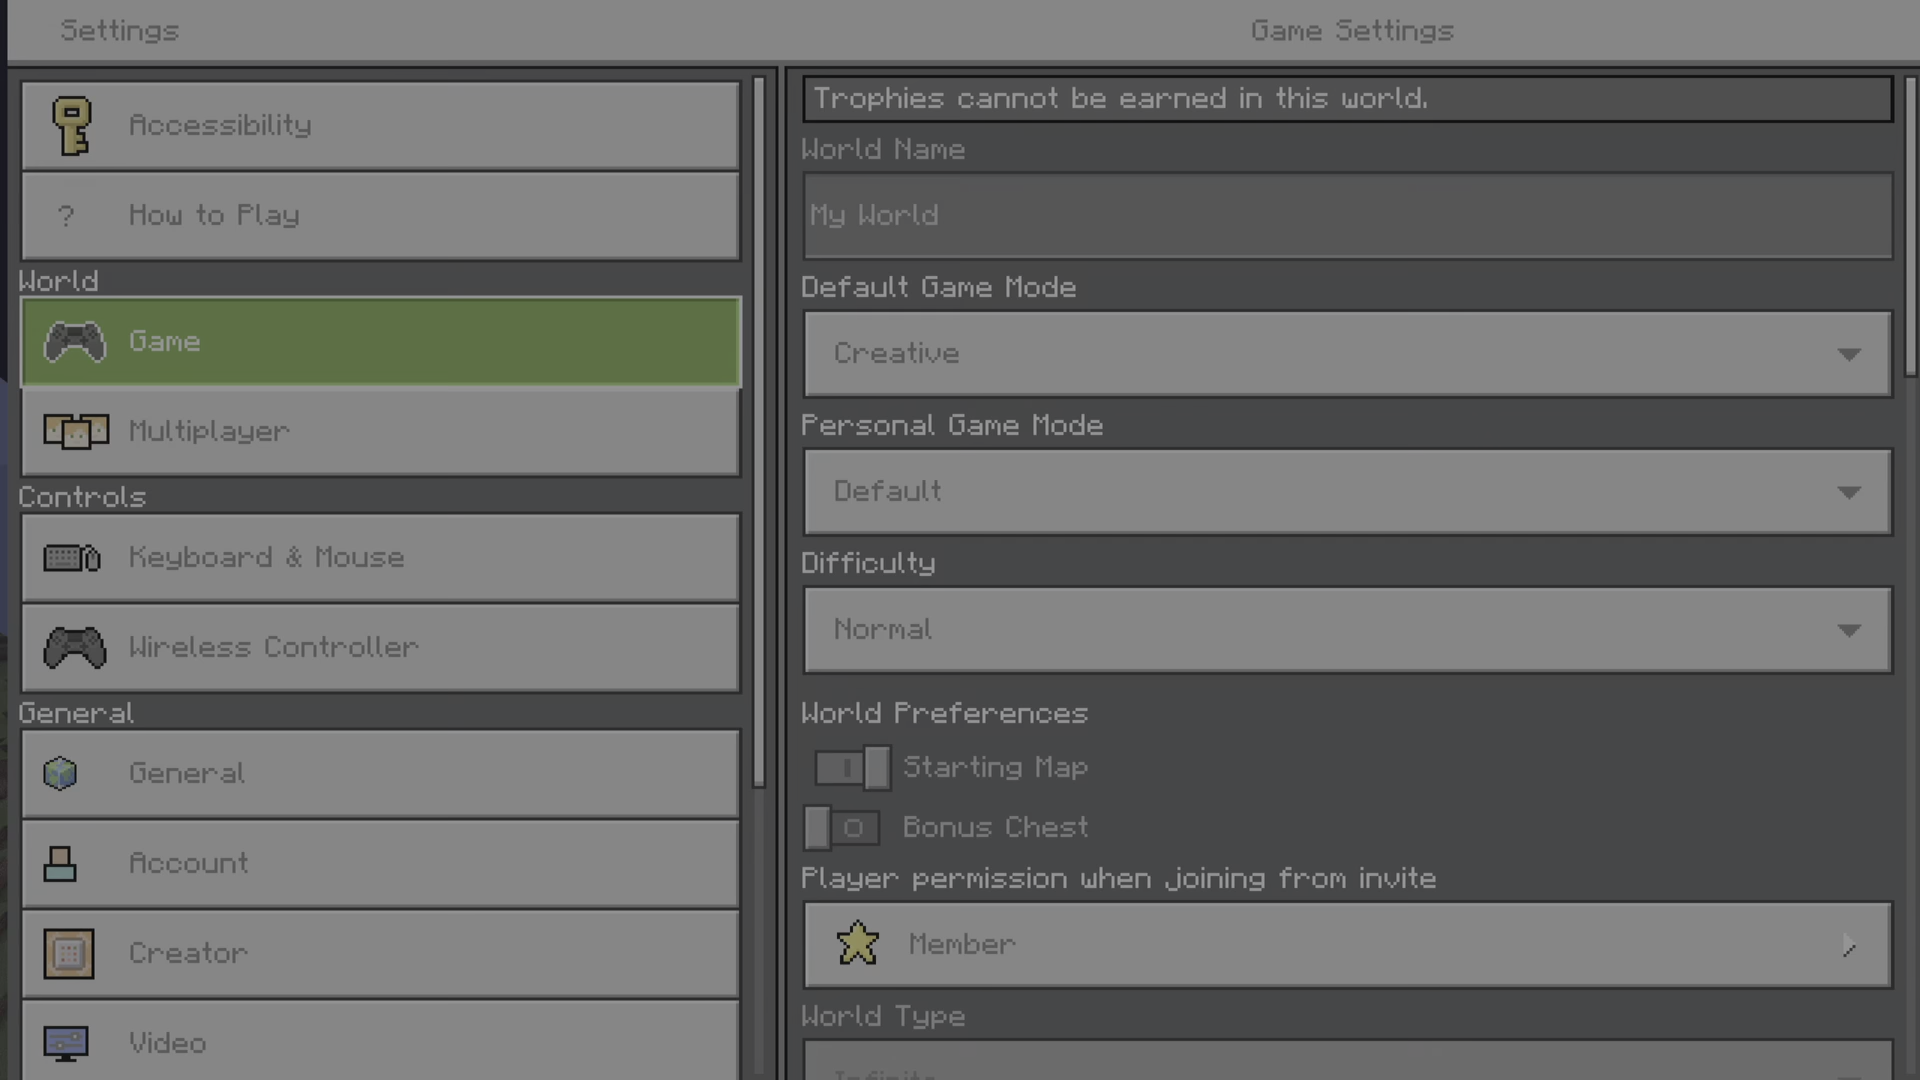 Settings
Game Settings
Accessibility
How to Play
World
Game
Multiplayer
Controls
Keyboard & Mouse
Wireless Controller
General
General
Account
Creator
Video
Trophies cannot be earned in this world.
World Name
My World
Default Game Mode
Creative
Personal Game Mode
Default
Difficulty
Normal
World Preferences
Starting Map
Bonus Chest
Player permission when joining from invite
Member
World Type
Infinite